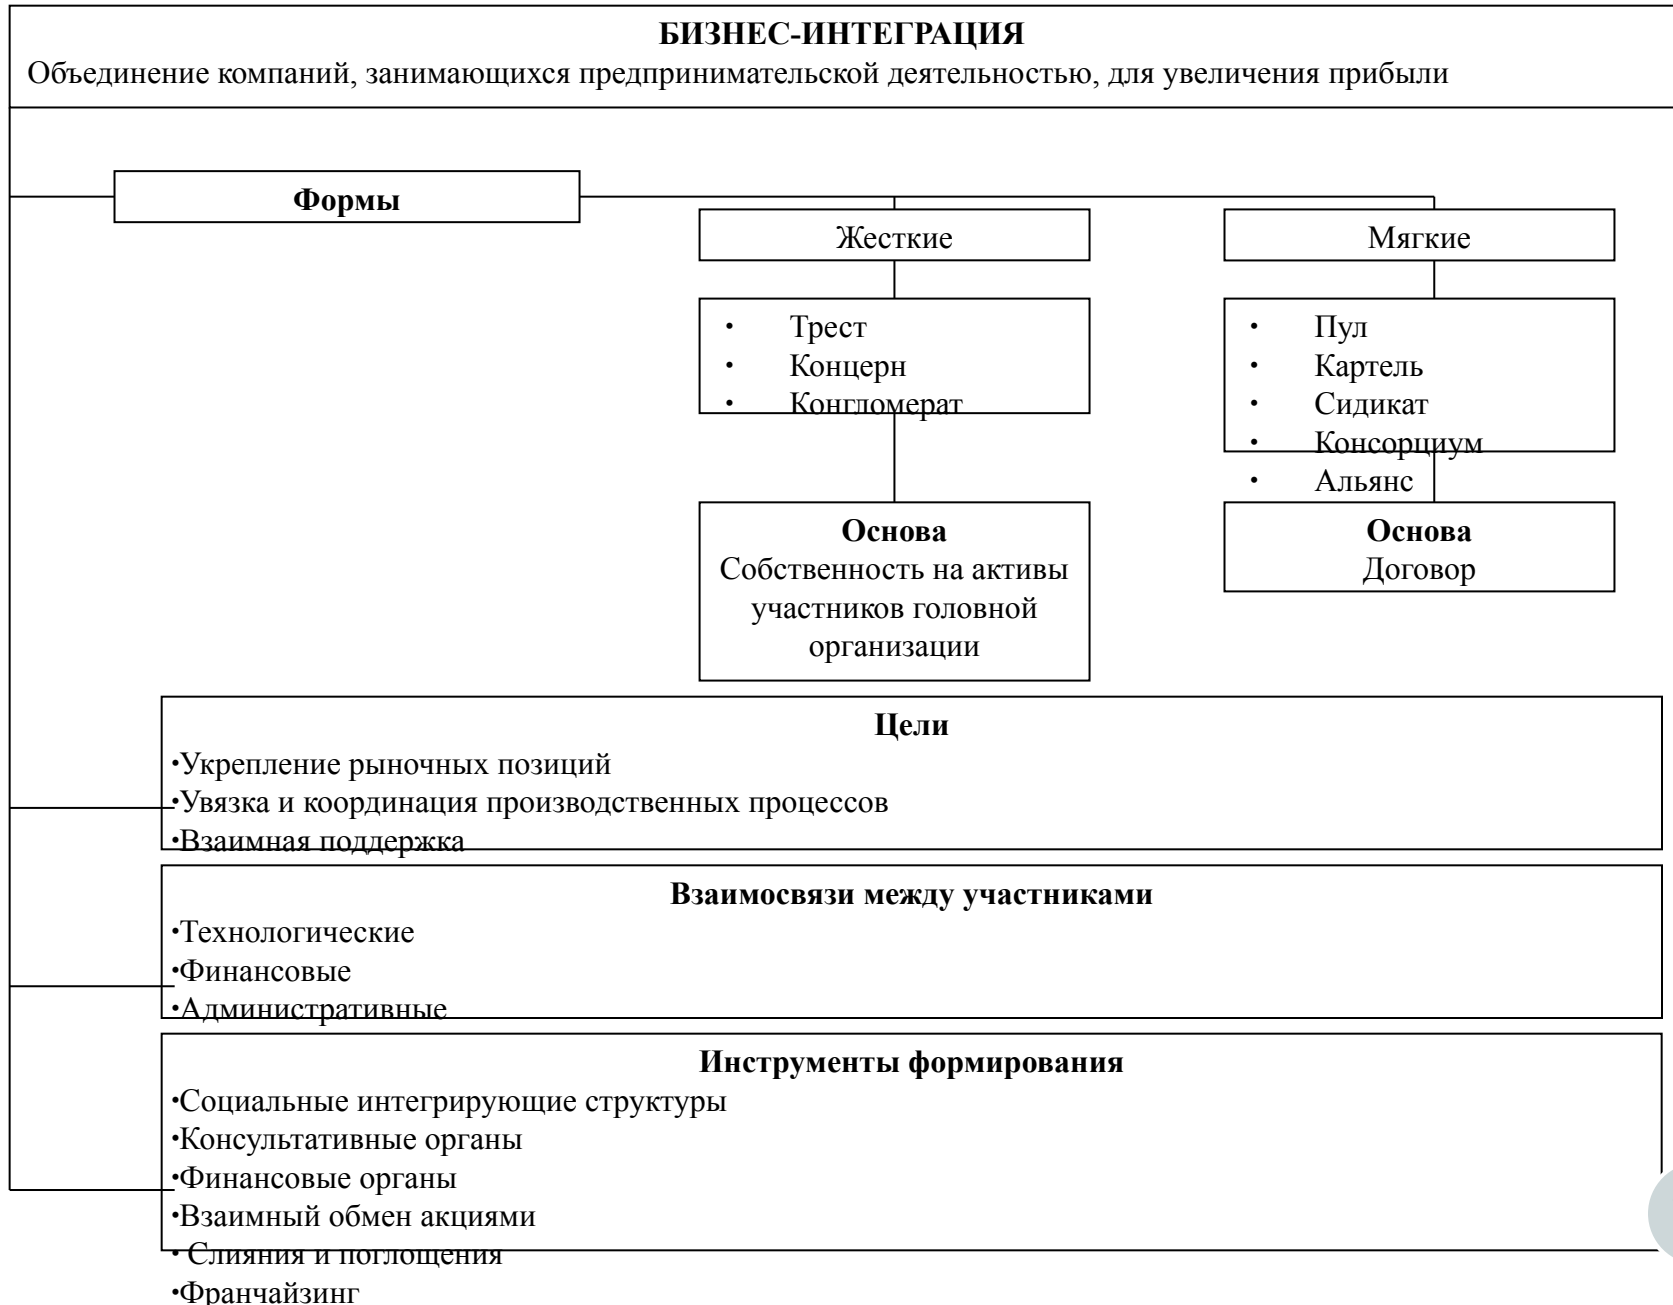 БИЗНЕС-ИНТЕГРАЦИЯ
Объединение компаний, занимающихся предпринимательской деятельностью, для увеличения прибыли
Формы
Жесткие
Мягкие
• Трест
• Концерн
• Конгломерат
• Пул
• Картель
• Сидикат
• Консорциум
• Альянс
Основа
Собственность на активы
участников головной
организации
Основа
Договор
Цели
•Укрепление рыночных позиций
•Увязка и координация производственных процессов
•Взаимная поддержка
Взаимосвязи между участниками
•Технологические
•Финансовые
•Административные
Инструменты формирования
•Социальные интегрирующие структуры
•Консультативные органы
•Финансовые органы
•Взаимный обмен акциями
• Слияния и поглощения
•Франчайзинг